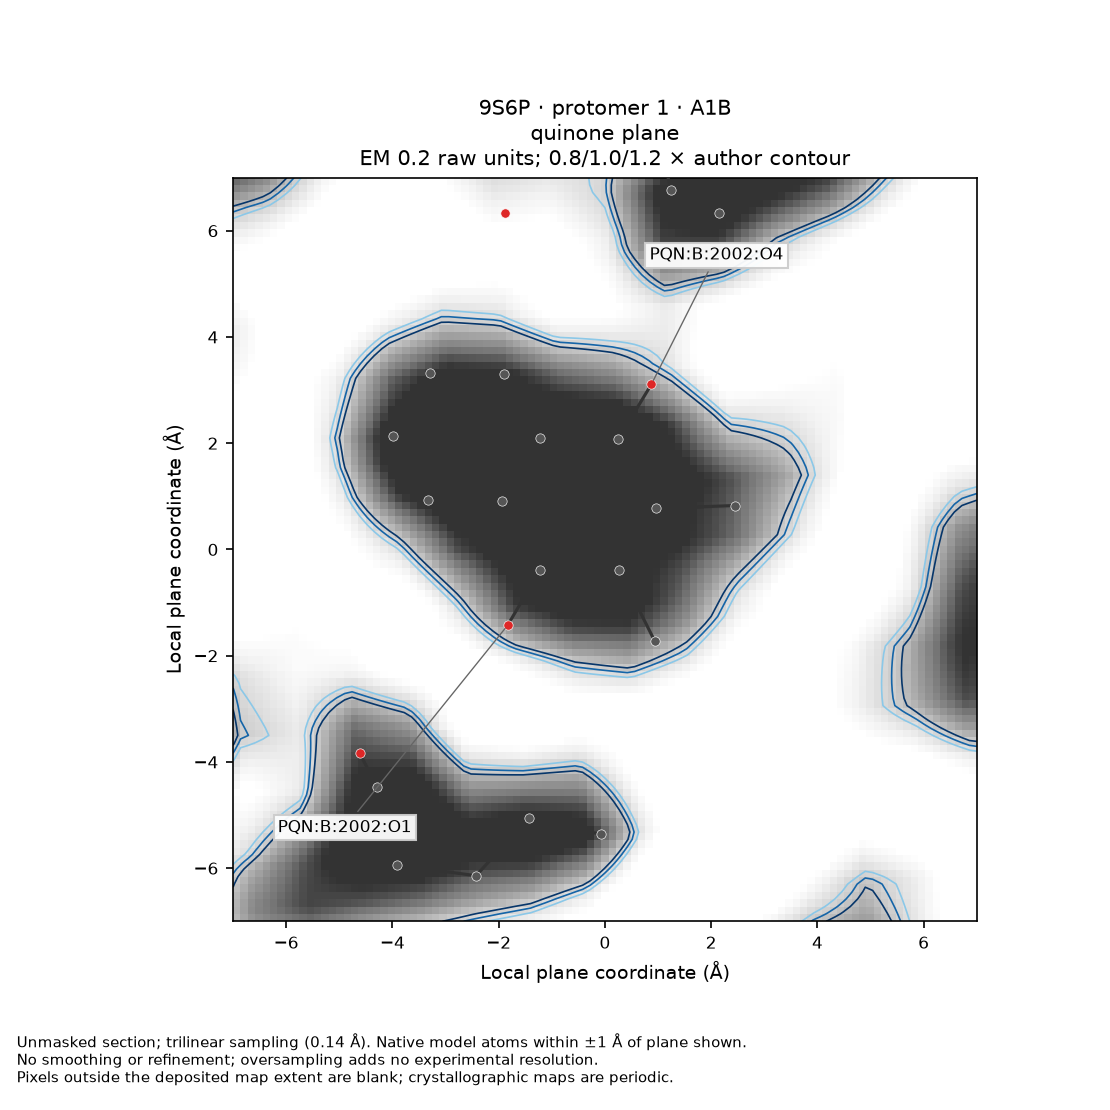 9S6P · protomer 1 · A1B
quinone plane
EM 0.2 raw units; 0.8/1.0/1.2 × author contour
6
4
2
0
−2
−4
−6
Local plane coordinate (Å)
PQN:B:2002:O4
PQN:B:2002:O1
−6 −4 −2 0 2 4 6
Local plane coordinate (Å)
Unmasked section; trilinear sampling (0.14 Å). Native model atoms within ±1 Å of plane shown.
No smoothing or refinement; oversampling adds no experimental resolution.
Pixels outside the deposited map extent are blank; crystallographic maps are periodic.